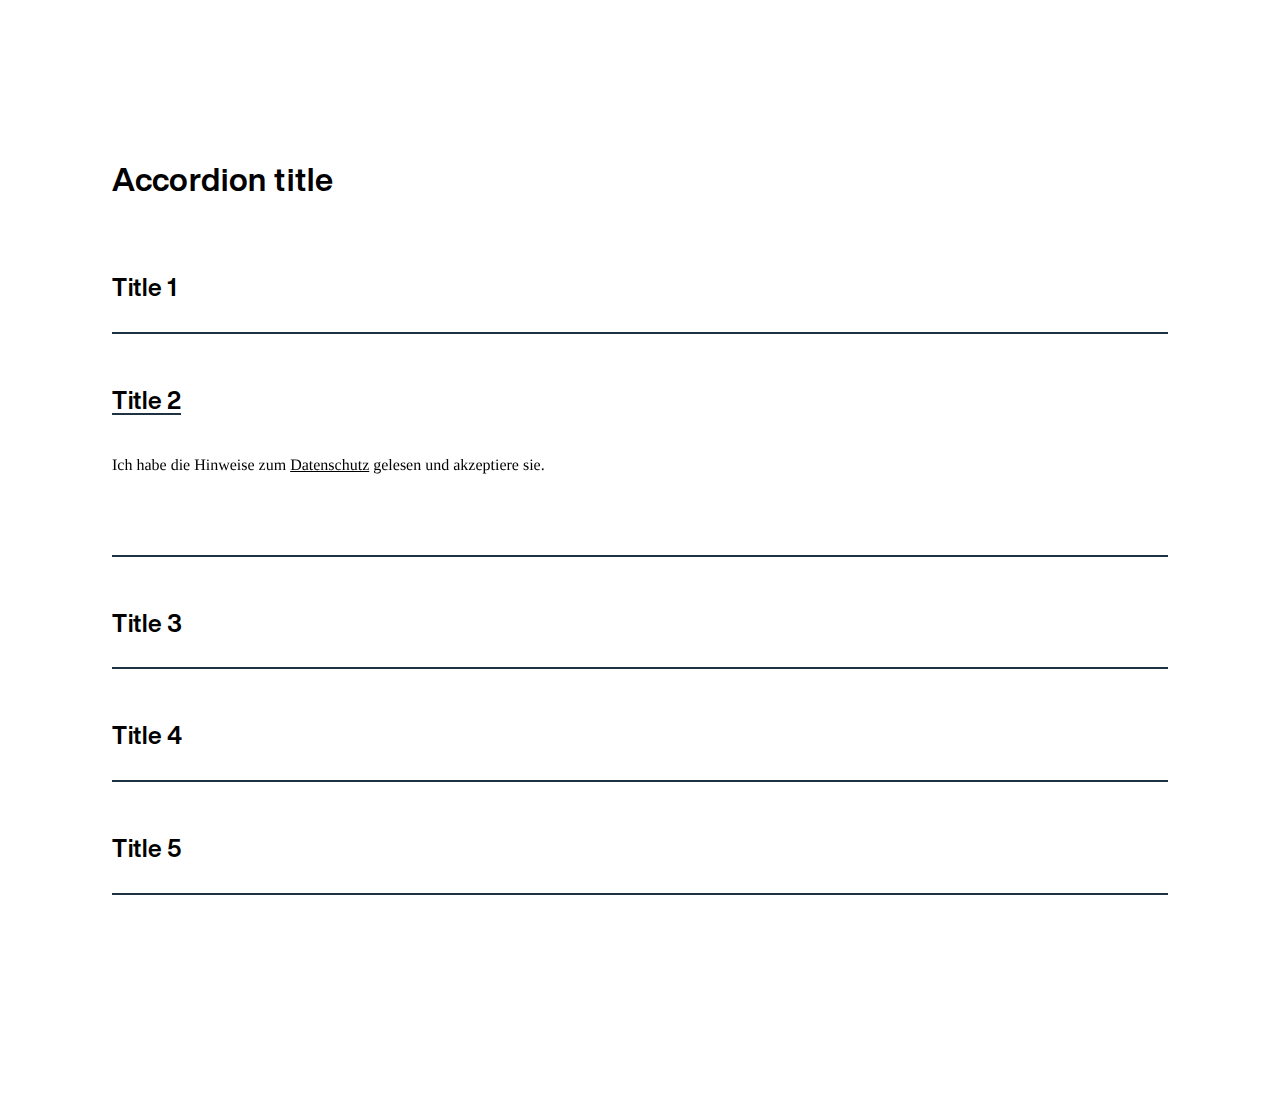 Accordion title
Title 1
Title 2
Ich habe die Hinweise zum Datenschutz gelesen und akzeptiere sie.
Title 3
Title 4
Title 5